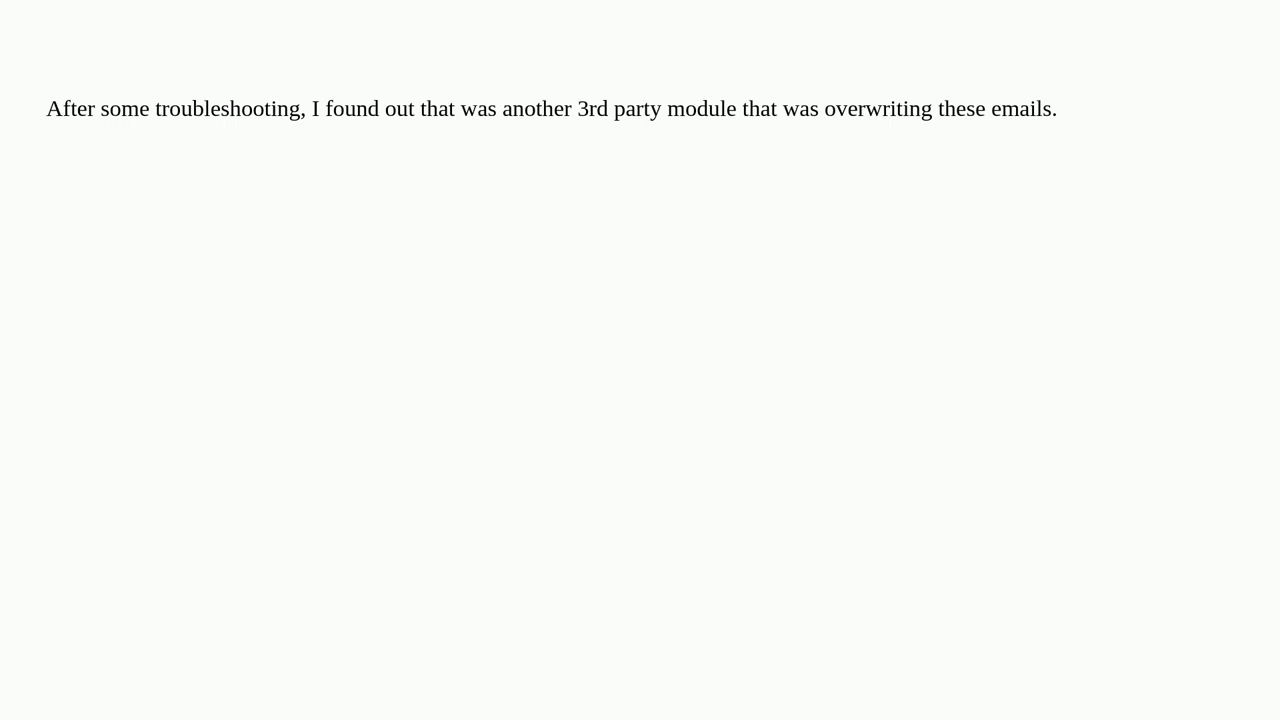 After some troubleshooting, I found out that was another 3rd party module that was overwriting these emails.